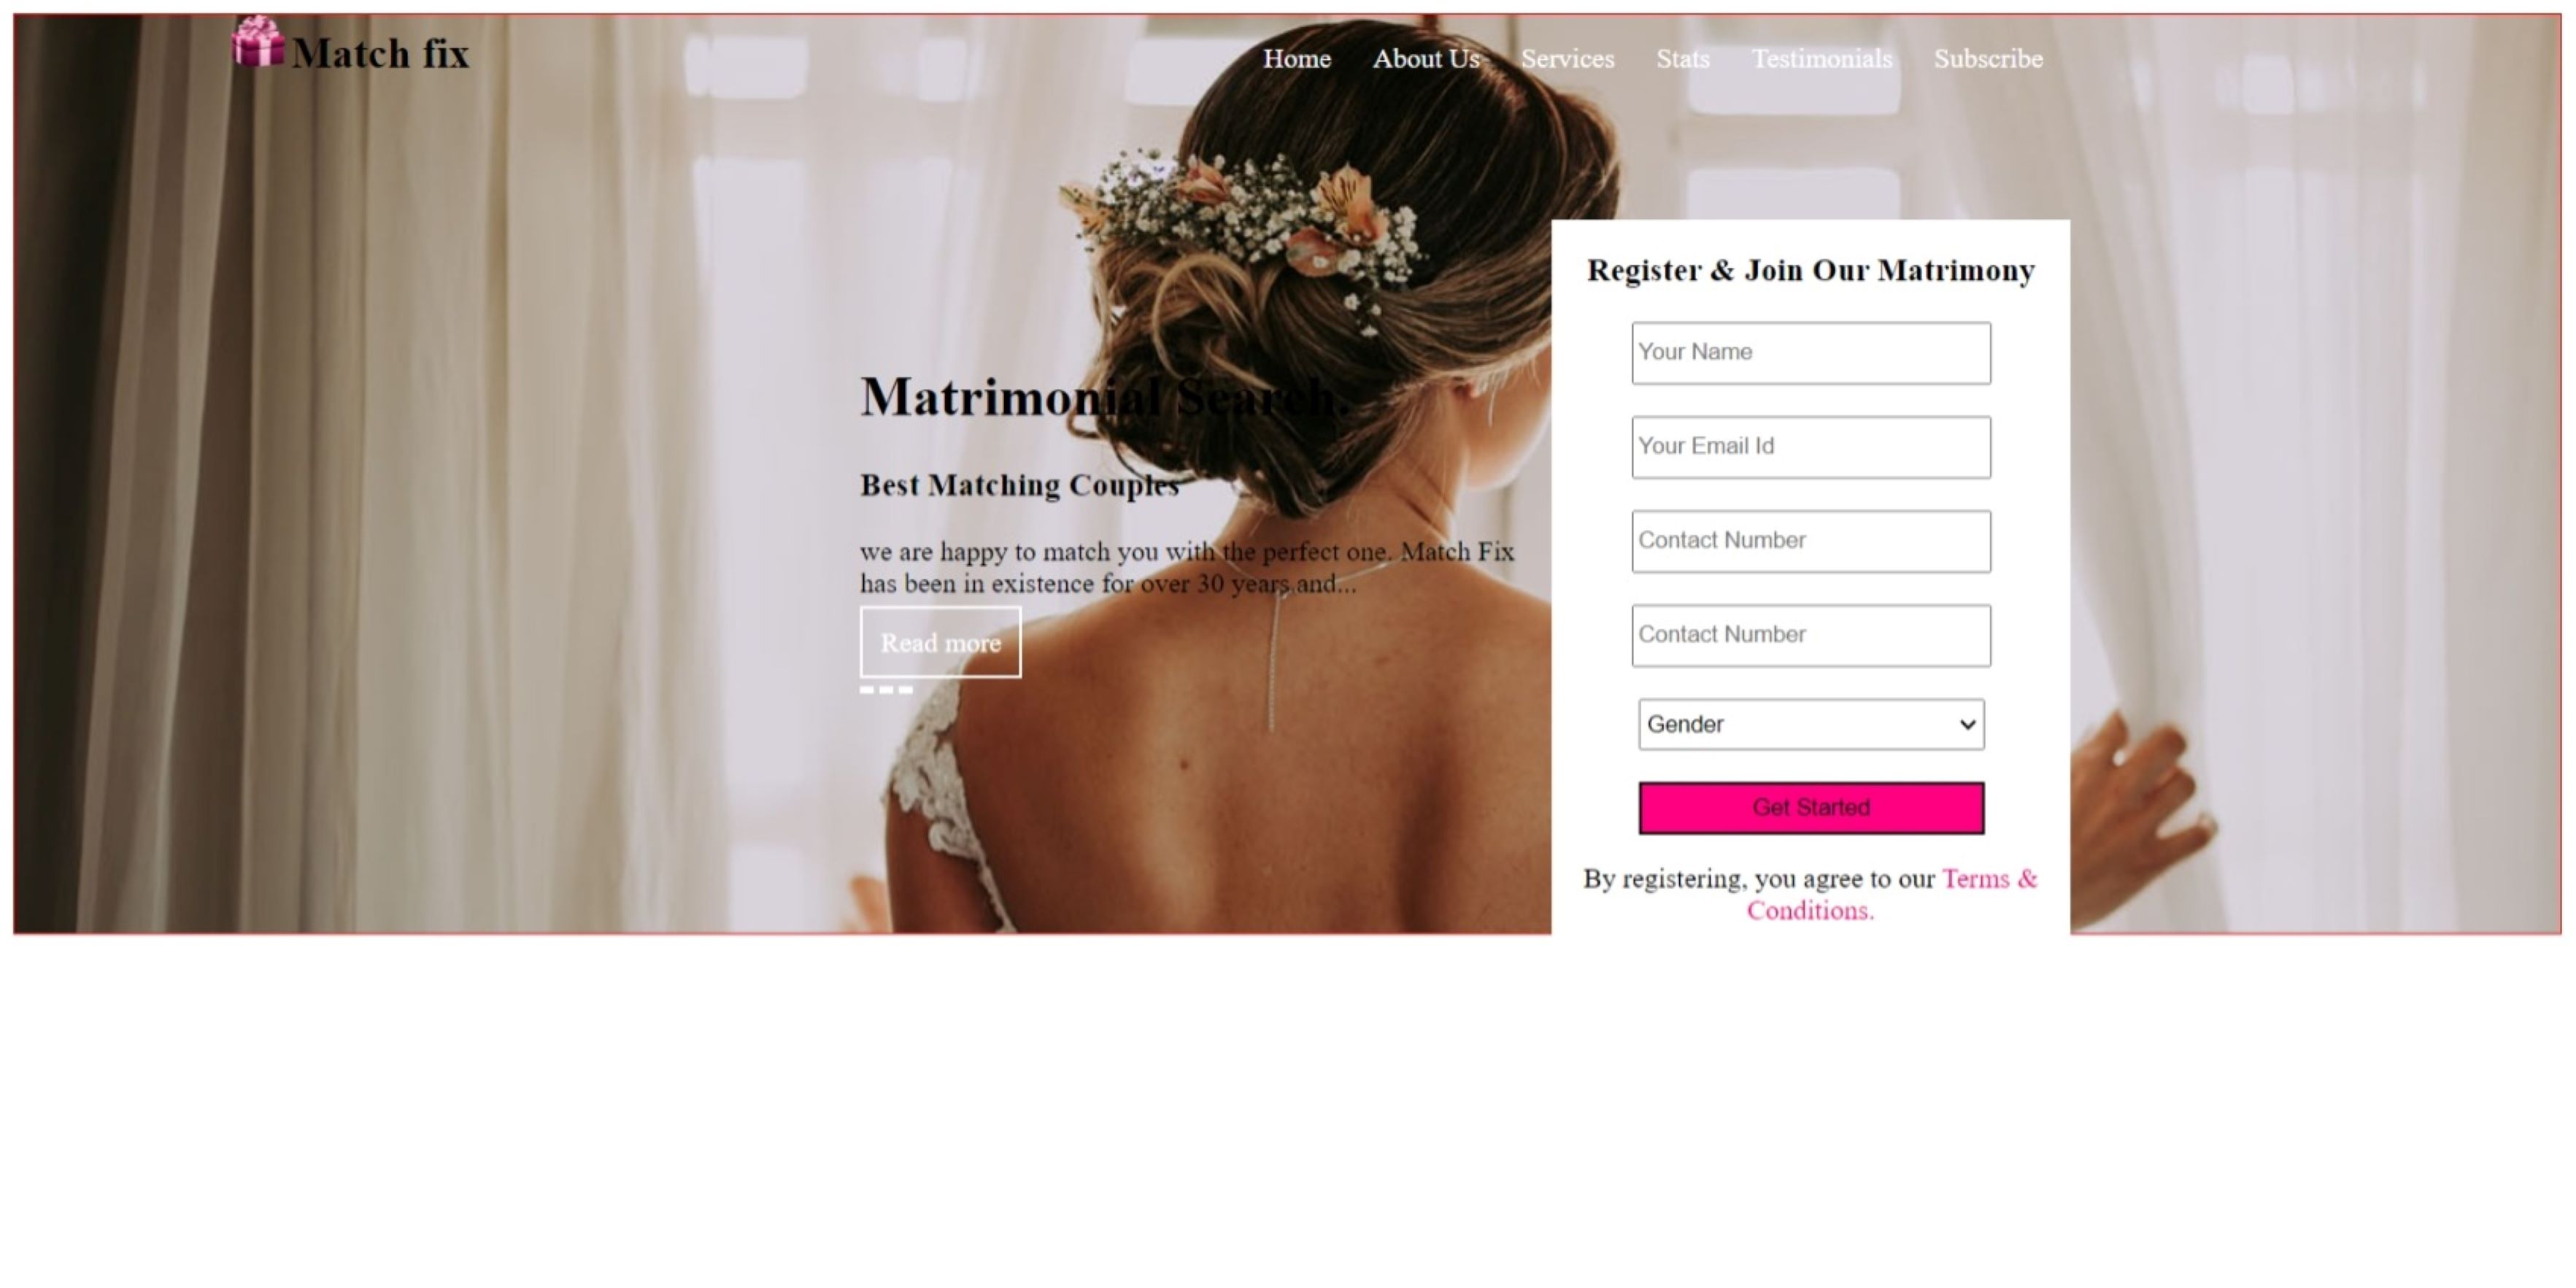 Match fix
Home About Us Services Stats Testimonials Subscribe
Matrimonial Search.
Best Matching Couples
we are happy to match you with the perfect one. Match Fix
has been in existence for over 30 years,and...
Read more
Register & Join Our Matrimony
Your Name
Your Email Id
Contact Number
Contact Number
Gender
Get Started
By registering, you agree to our Terms &
Conditions.